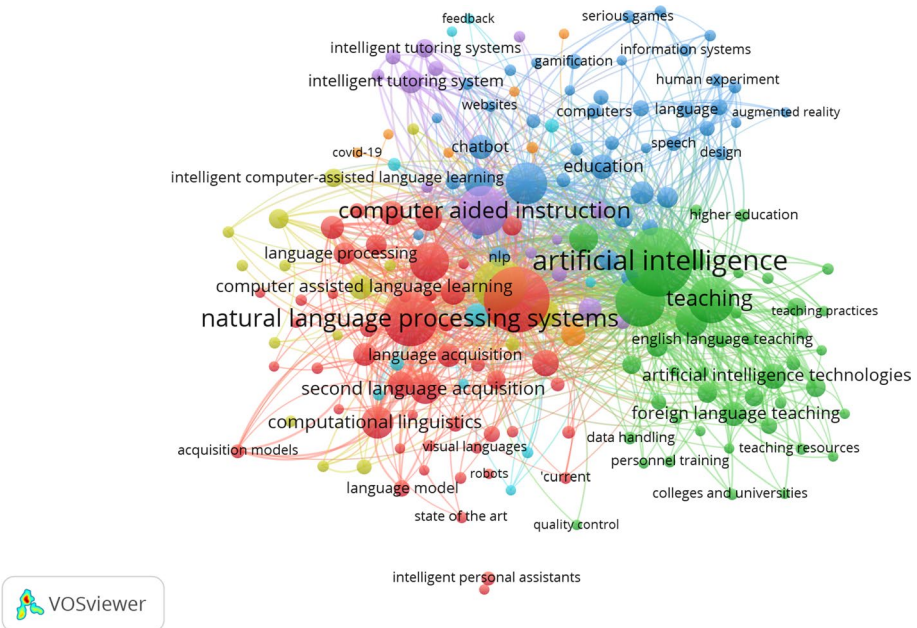 feedback
serious games
intelligent tutoring systems
information systems
gamification
intelligent tutoring system
human experiment
websites
computers
language
augmented reality
chatbot
speech
covid-19
design
education
intelligent computer-assisted language learning
computer aided instruction
higher education
language processing
nlp
artificial intelligence
computer assisted language learning
teaching
natural language processing systems
teaching practices
english language teaching
language acquisition
artificial intelligence technologies
second language acquisition
foreign language teaching
computational linguistics
data handling
acquisition models
visual languages
teaching resources
personnel training
robots
'current
language model
colleges and universities
state of the art
quality control
intelligent personal assistants
VOSviewer